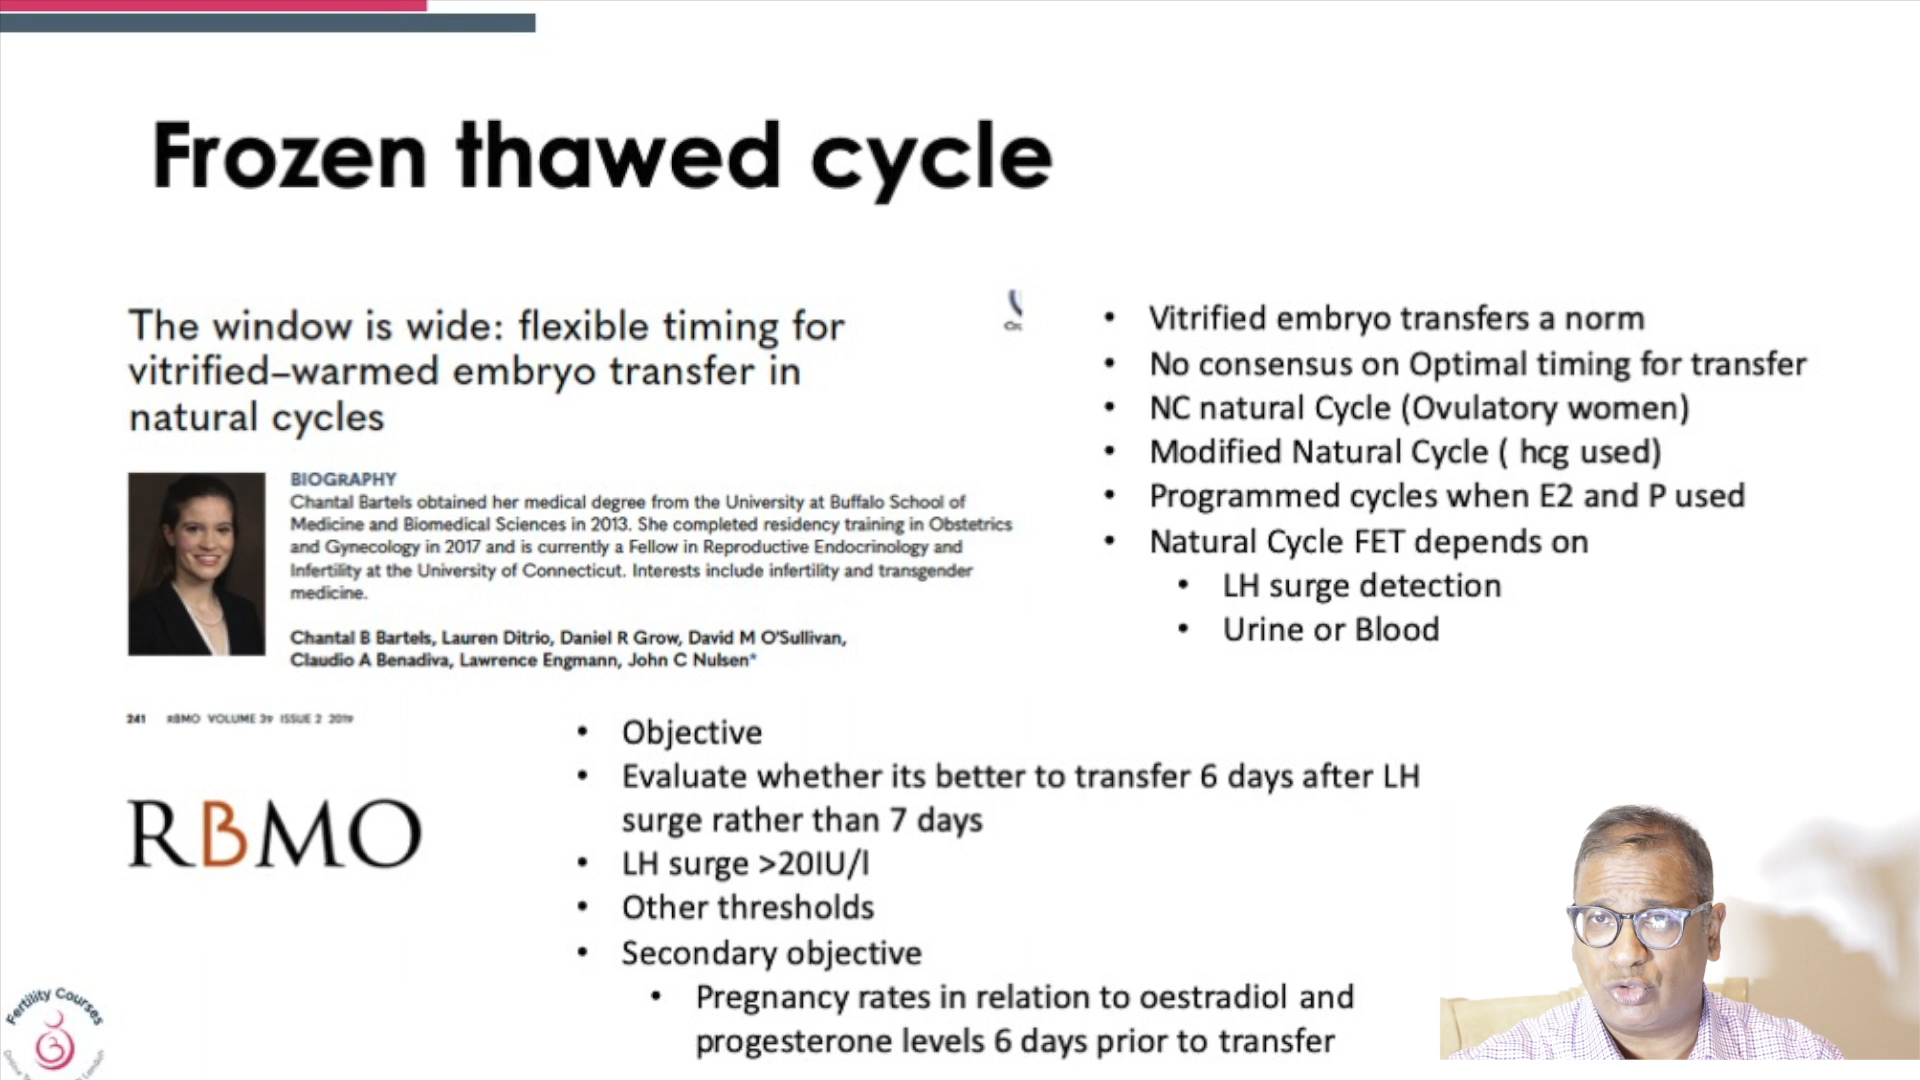 Frozen thawed cycle
The window is wide: flexible timing for
vitrified–warmed embryo transfer in
natural cycles
BIOGRAPHY
Chantal Bartels obtained her medical degree from the University at Buffalo School of
Medicine and Biomedical Sciences in 2013. She completed residency training in Obstetrics
and Gynecology in 2017 and is currently a Fellow in Reproductive Endocrinology and
Infertility at the University of Connecticut. Interests include infertility and transgender
medicine.
Chantal B Bartels, Lauren Ditrio, Daniel R Grow, David M O'Sullivan,
Claudio A Benadiva, Lawrence Engmann, John C Nulsen*
241 RBMO VOLUME 39 ISSUE 2 2019
RBMO
• Vitrified embryo transfers a norm
• No consensus on Optimal timing for transfer
• NC natural Cycle (Ovulatory women)
• Modified Natural Cycle ( hcg used)
• Programmed cycles when E2 and P used
• Natural Cycle FET depends on
• LH surge detection
• Urine or Blood
• Objective
• Evaluate whether its better to transfer 6 days after LH
surge rather than 7 days
• LH surge >20IU/l
• Other thresholds
• Secondary objective
• Pregnancy rates in relation to oestradiol and
progesterone levels 6 days prior to transfer
Fertility Courses